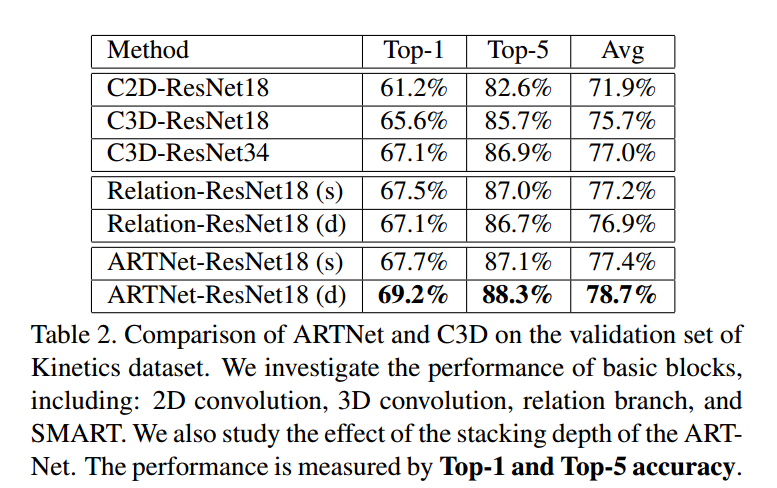 Method Top-1 Top-5 Avg
C2D-ResNet18 61.2% 82.6% 71.9%
C3D-ResNet18 65.6% 85.7% 75.7%
C3D-ResNet34 67.1% 86.9% 77.0%
Relation-ResNet18 (s) 67.5% 87.0% 77.2%
Relation-ResNet18 (d) 67.1% 86.7% 76.9%
ARTNet-ResNet18 (s) 67.7% 87.1% 77.4%
ARTNet-ResNet18 (d) 69.2% 88.3% 78.7%
Table 2. Comparison of ARTNet and C3D on the validation set of
Kinetics dataset. We investigate the performance of basic blocks,
including: 2D convolution, 3D convolution, relation branch, and
SMART. We also study the effect of the stacking depth of the ART-
Net. The performance is measured by Top-1 and Top-5 accuracy.